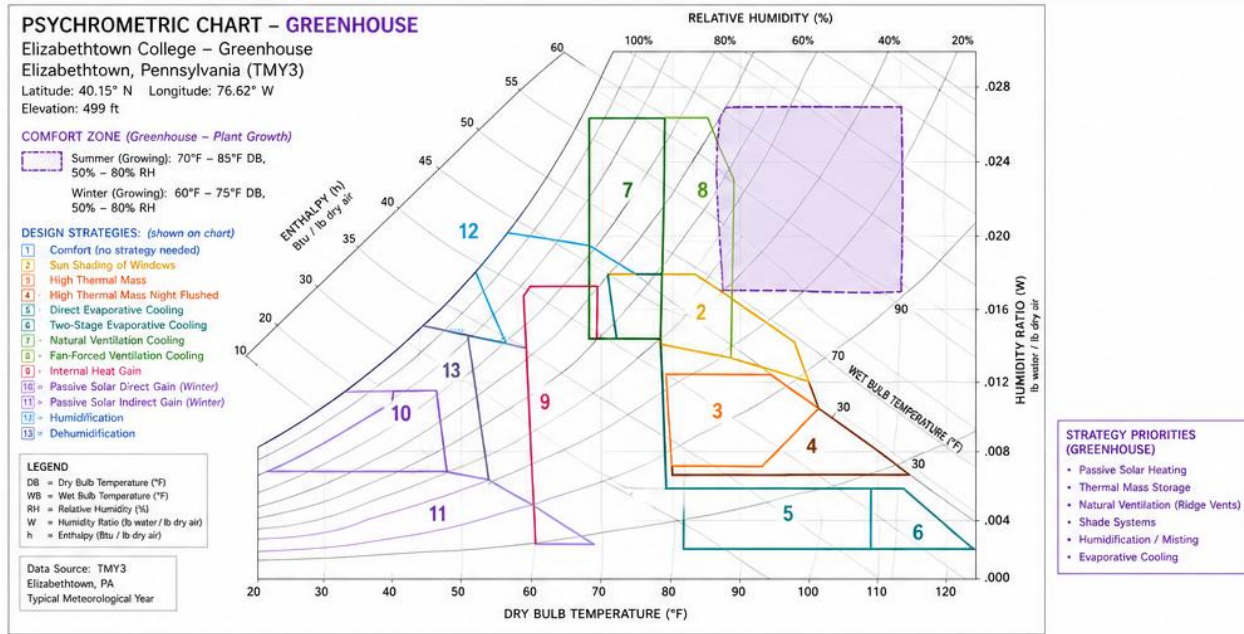 PSYCHROMETRIC CHART – GREENHOUSE
Elizabethtown College – Greenhouse
Elizabethtown, Pennsylvania (TMY3)
Latitude: 40.15° N Longitude: 76.62° W
Elevation: 499 ft
COMFORT ZONE (Greenhouse – Plant Growth)
Summer (Growing): 70°F – 85°F DB,
50% – 80% RH
Winter (Growing): 60°F – 75°F DB,
50% – 80% RH
DESIGN STRATEGIES: (shown on chart)
1 Comfort (no strategy needed)
2 Sun Shading of Windows
High Thermal Mass
4 High Thermal Mass Night Flushed
5 Direct Evaporative Cooling
6 Two-Stage Evaporative Cooling
7 Natural Ventilation Cooling
Fan-Forced Ventilation Cooling
Internal Heat Gain
10 = Passive Solar Direct Gain (Winter)
11 = Passive Solar Indirect Gain (Winter)
Humidification
13 = Dehumidification
LEGEND
DB = Dry Bulb Temperature (°F)
WB = Wet Bulb Temperature (°F)
RH = Relative Humidity (%)
W = Humidity Ratio (lb water / lb dry air)
h = Enthalpy (Btu / lb dry air)
Data Source: TMY3
Elizabethtown, PA
Typical Meteorological Year
RELATIVE HUMIDITY (%)
100% 80% 80% 60% 40% 20%
60
55
50
45
40
35
30
20
10
ENTHALPY (h)
Btu / lb dry air
12
7
8
2
13
10
9
3
4
11
5
6
90
70
30
30
WET BULB TEMPERATURE (°F)
.028
.024
.020
.016
.012
.008
.004
.000
HUMIDITY RATIO (W)
lb water / lb dry air
20 30 40 50 60 70 80 90 100 110 120
DRY BULB TEMPERATURE (°F)
STRATEGY PRIORITIES
(GREENHOUSE)
• Passive Solar Heating
• Thermal Mass Storage
• Natural Ventilation (Ridge Vents)
• Shade Systems
• Humidification / Misting
• Evaporative Cooling